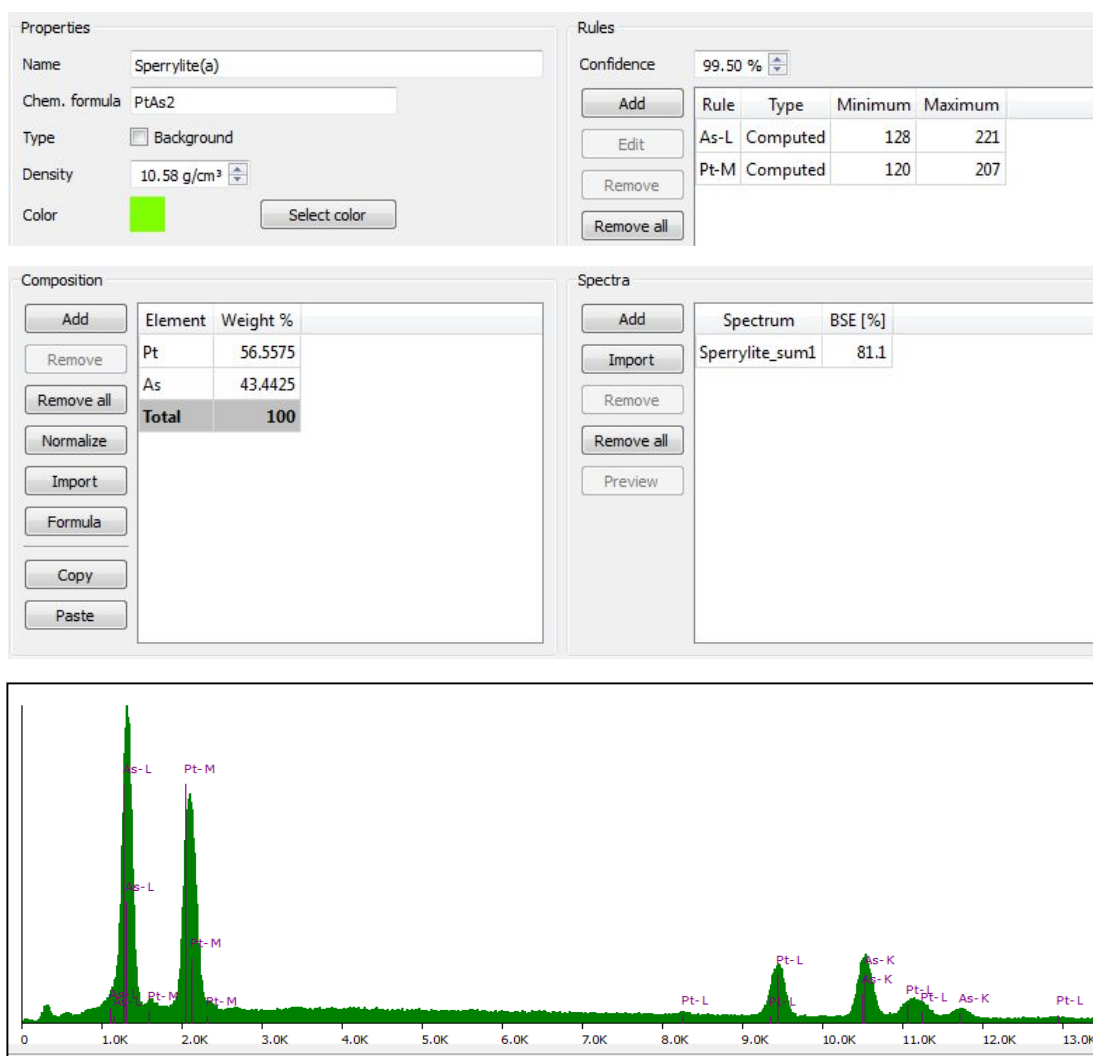 Properties
Name Sperrylite(a)
Chem. formula PtAs2
Type Background
Density 10.58 g/cm³
Color Select color
Rules
Confidence 99.50 %
Add
Edit
Remove
Remove all
Rule Type Minimum Maximum
As-L Computed 128 221
Pt-M Computed 120 207
Composition
Add
Remove
Remove all
Normalize
Import
Formula
Copy
Paste
Element Weight %
Pt 56.5575
As 43.4425
Total 100
Spectra
Add
Import
Remove
Remove all
Preview
Spectrum BSE [%]
Sperrylite_sum1 81.1
As-L Pt-M
As-L
Pt-M
Pt-L As-K
As-K
Pt-L
Pt-M Pt-M Pt-L Pt-L Pt-L As-K Pt-L
0 1.0K 2.0K 3.0K 4.0K 5.0K 6.0K 7.0K 8.0K 9.0K 10.0K 11.0K 12.0K 13.0K